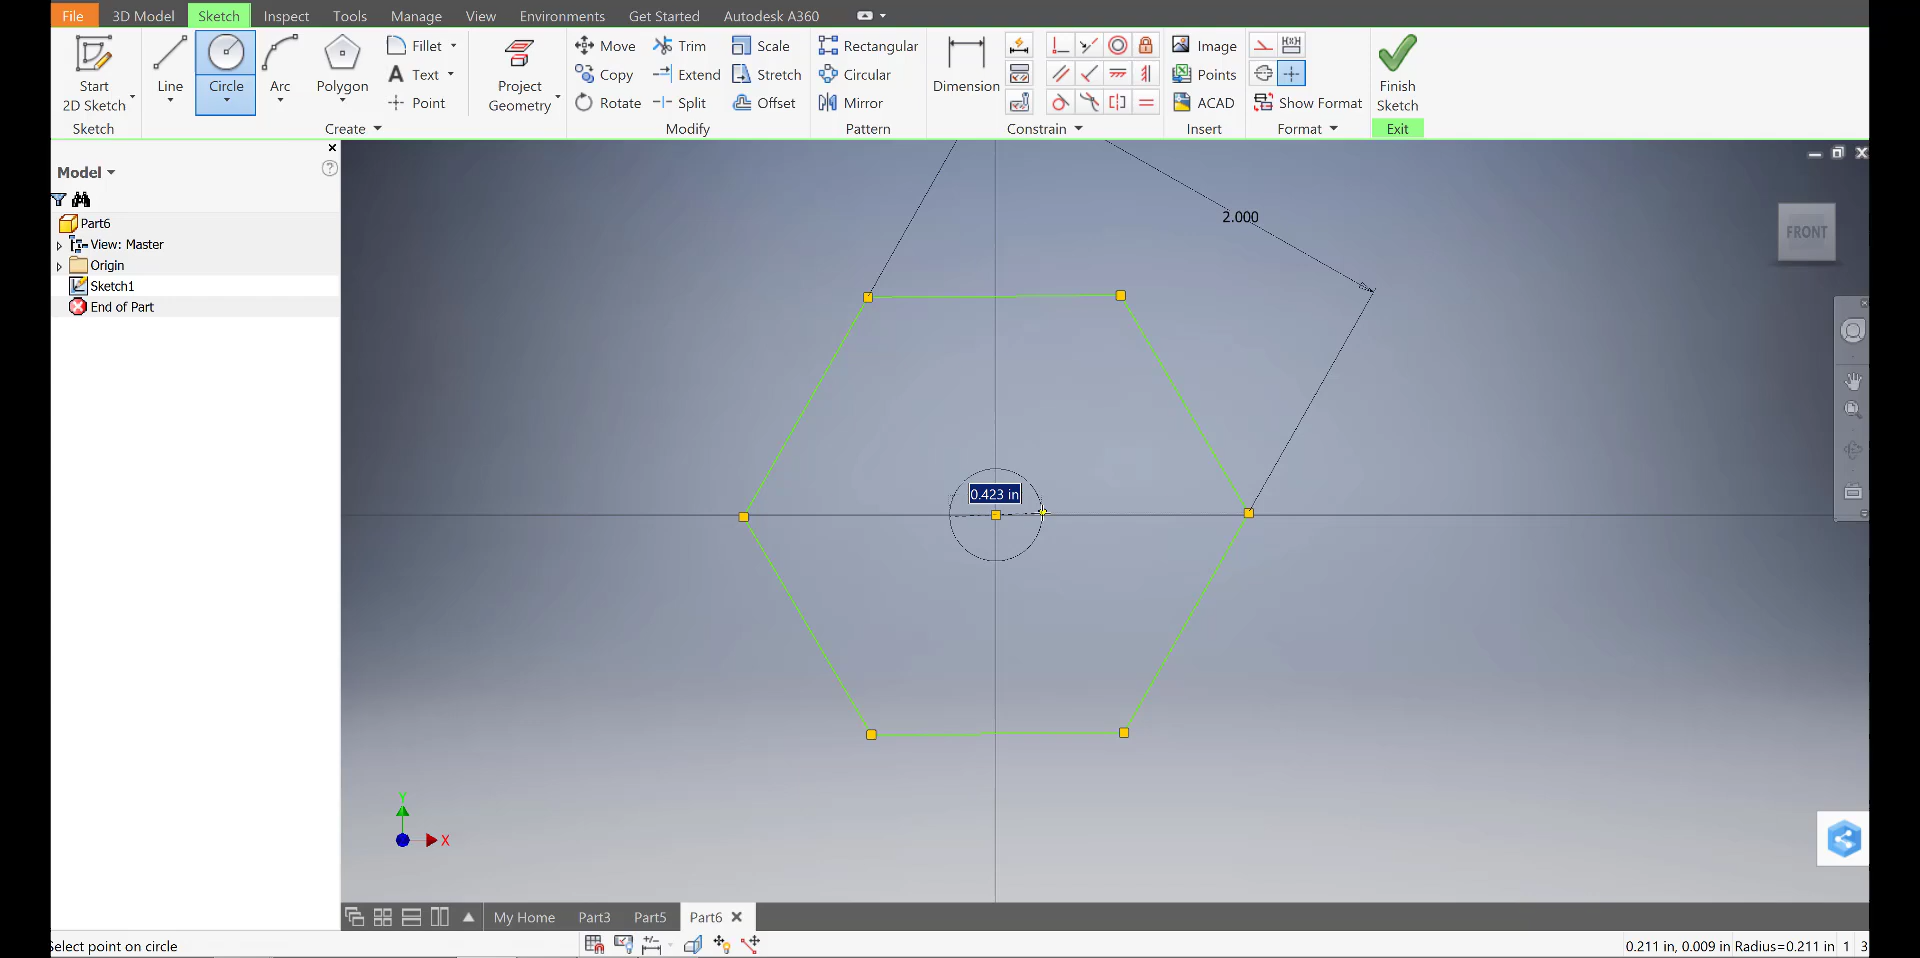 File 3D Model Sketch Inspect Tools Manage View Environments Get Started Autodesk A360
Start
2D Sketch
Line
Circle
Arc
Polygon
Fillet
Text
Point
Project
Geometry
Move
Copy
Rotate
Trim
Extend
Split
Scale
Stretch
Offset
Rectangular
Circular
Mirror
Dimension
Image
Points
ACAD
Show Format
Finish
Sketch
Sketch Create Modify Pattern Constrain Insert Format Exit
Model
Part6
View: Master
Origin
Sketch1
End of Part
2.000
FRONT
0.423 in
Y
X
My Home Part3 Part5 Part6
Select point on circle
0.211 in, 0.009 in Radius=0.211 in 1 3